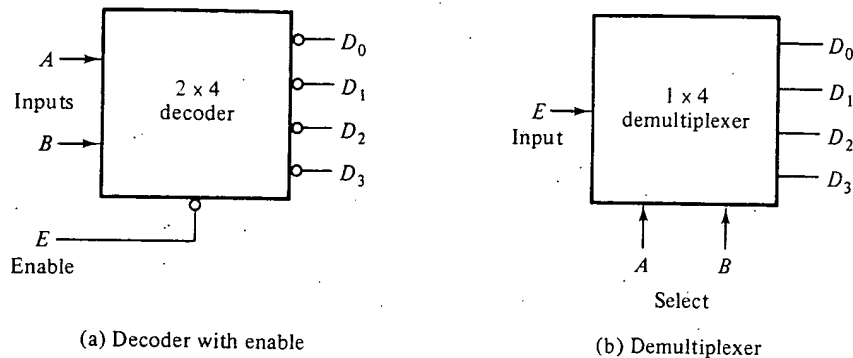 A
Inputs
B
2 × 4
decoder
D₀
D₁
D₂
D₃
E
Enable
(a) Decoder with enable
E
Input
1 × 4
demultiplexer
D₀
D₁
D₂
D₃
A
B
Select
(b) Demultiplexer